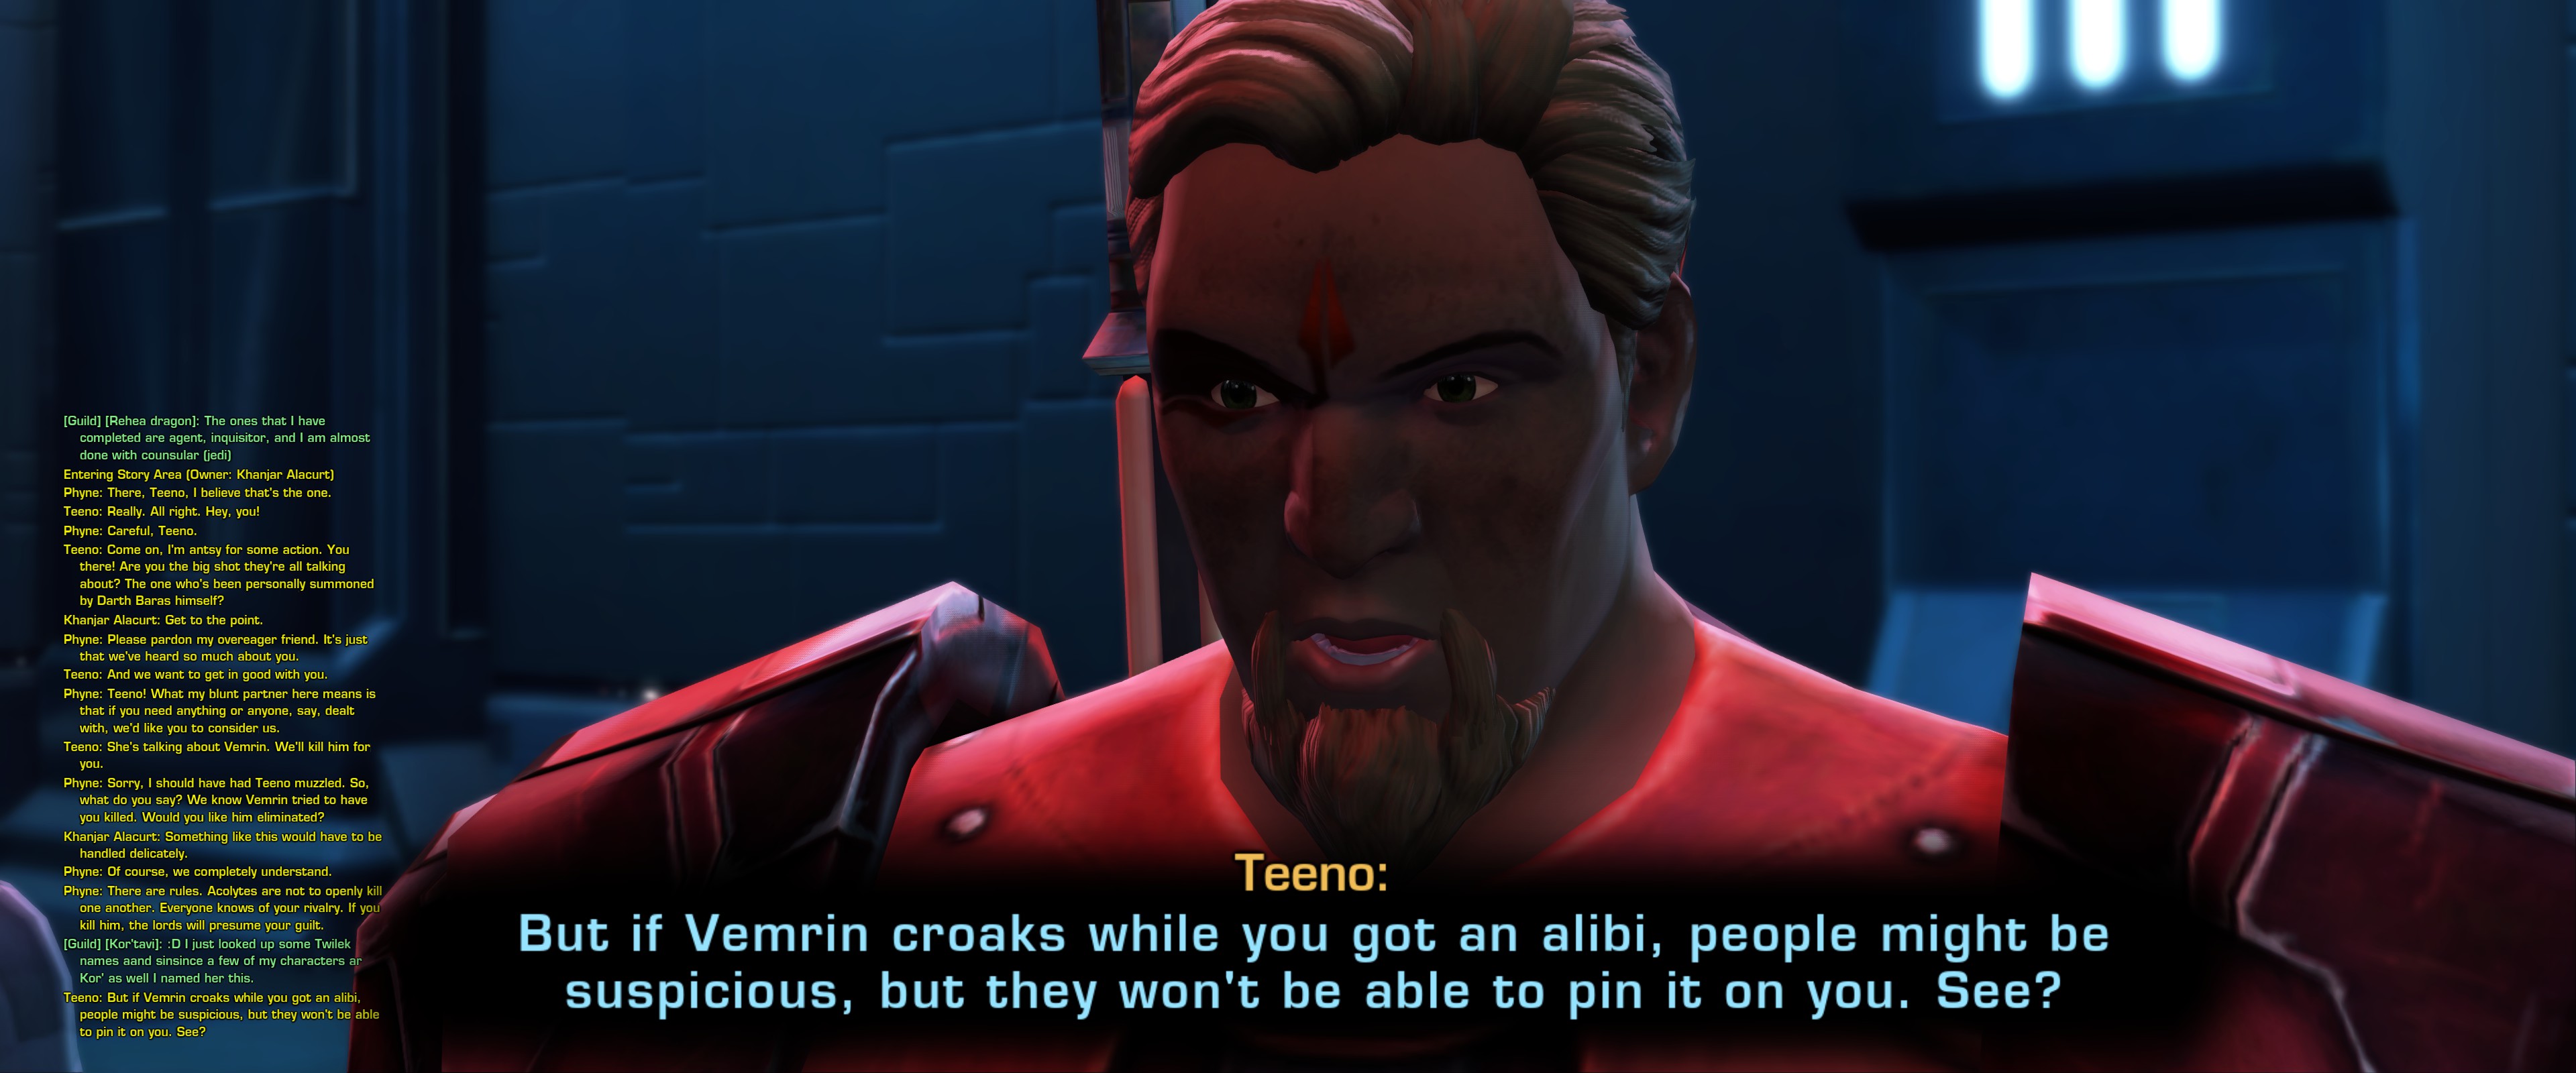 [Guild] [Rehea dragon]: The ones that I have
completed are agent, inquisitor, and I am almost
done with counsular (jedi)
Entering Story Area (Owner: Khanjar Alacurt)
Phyne: There, Teeno, I believe that's the one.
Teeno: Really. All right. Hey, you!
Phyne: Careful, Teeno.
Teeno: Come on, I'm antsy for some action. You
there! Are you the big shot they're all talking
about? The one who's been personally summoned
by Darth Baras himself?
Khanjar Alacurt: Get to the point.
Phyne: Please pardon my overeager friend. It's just
that we've heard so much about you.
Teeno: And we want to get in good with you.
Phyne: Teeno! What my blunt partner here means is
that if you need anything or anyone, say, dealt
with, we'd like you to consider us.
Teeno: She's talking about Vemrin. We'll kill him for
you.
Phyne: Sorry, I should have had Teeno muzzled. So,
what do you say? We know Vemrin tried to have
you killed. Would you like him eliminated?
Khanjar Alacurt: Something like this would have to be
handled delicately.
Phyne: Of course, we completely understand.
Phyne: There are rules. Acolytes are not to openly kill
one another. Everyone knows of your rivalry. If you
kill him, the lords will presume your guilt.
[Guild] [Kor'tavi]: :D I just looked up some Twilek
names aand sinsince a few of my characters ar
Kor' as well I named her this.
Teeno: But if Vemrin croaks while you got an alibi,
people might be suspicious, but they won't be able
to pin it on you. See?
Teeno:
But if Vemrin croaks while you got an alibi, people might be
suspicious, but they won't be able to pin it on you. See?